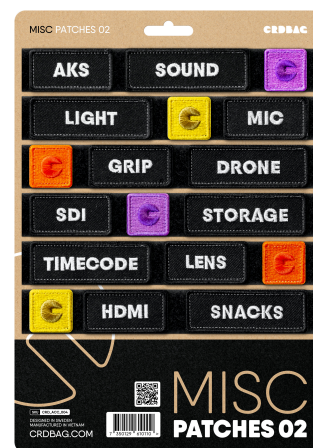 MISC PATCHES 02 CRDBAG
AKS SOUND
LIGHT MIC
GRIP DRONE
SDI STORAGE
TIMECODE LENS
HDMI SNACKS
MISC
PATCHES 02
DESIGNED IN SWEDEN
MANUFACTURED IN VIETNAM
CRDBAG.COM